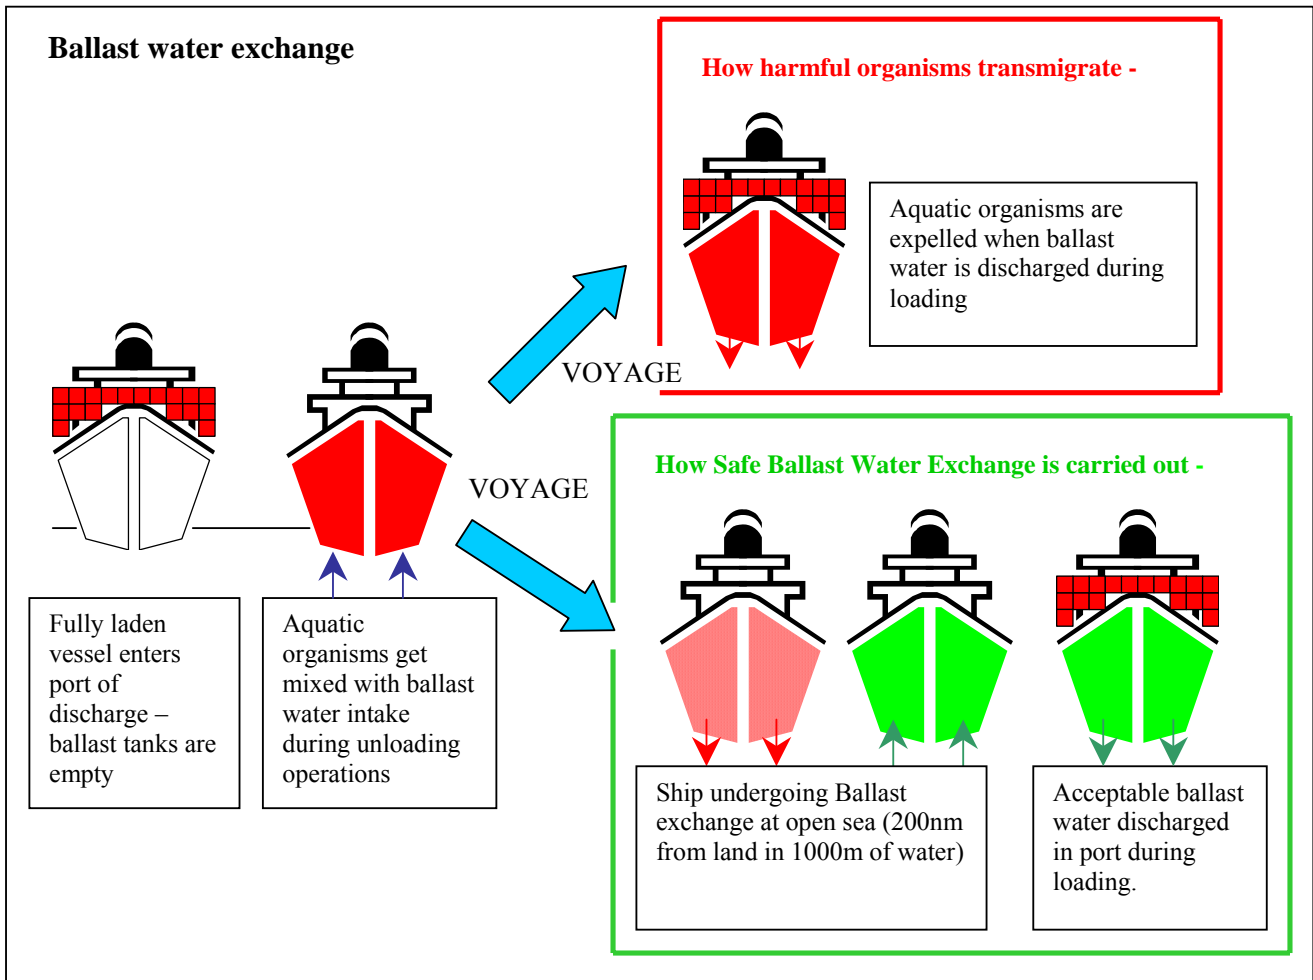 Ballast water exchange
How harmful organisms transmigrate -
Aquatic organisms are
expelled when ballast
water is discharged during
loading
VOYAGE
VOYAGE
How Safe Ballast Water Exchange is carried out -
Fully laden
vessel enters
port of
discharge –
ballast tanks are
empty
Aquatic
organisms get
mixed with ballast
water intake
during unloading
operations
Ship undergoing Ballast
exchange at open sea (200nm
from land in 1000m of water)
Acceptable ballast
water discharged
in port during
loading.